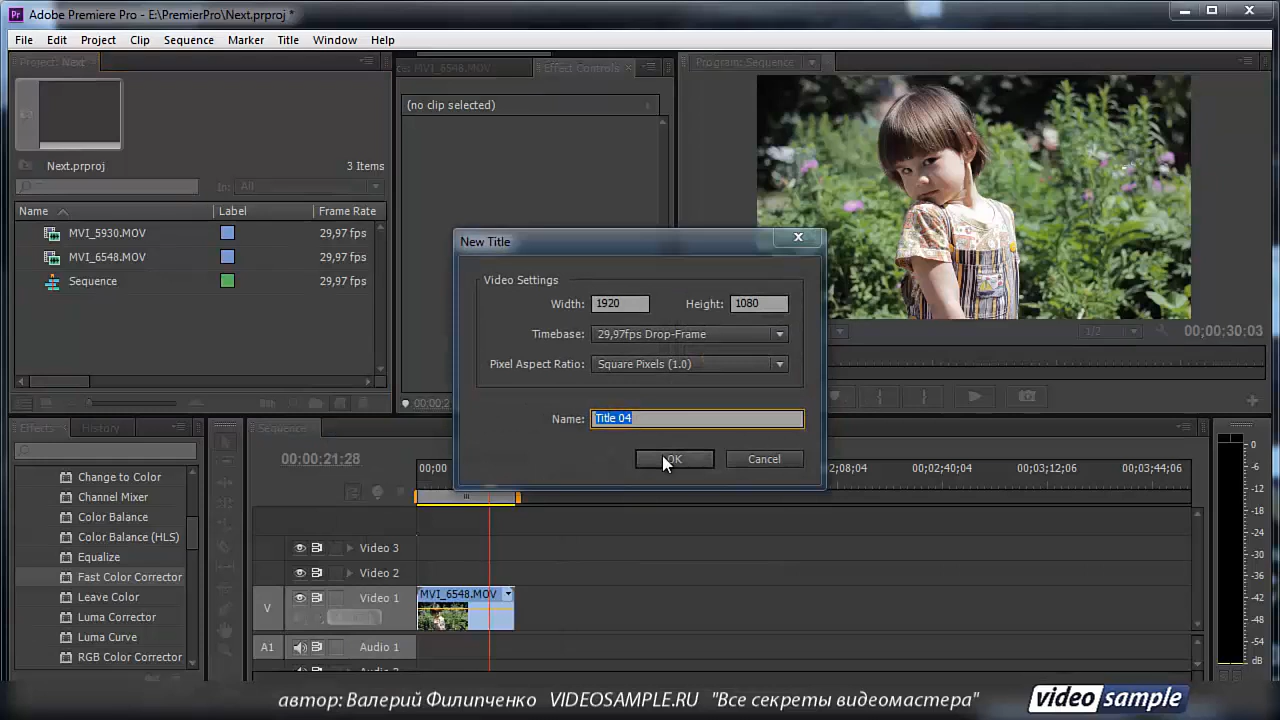 Adobe Premiere Pro - E:\PremierPro\Next.prproj *
File Edit Project Clip Sequence Marker Title Window Help
Project: Next
ce: MVI_6548.MOV
Effect Controls
Program: Sequence
(no clip selected)
Next.prproj
3 Items
In: All
Name Label Frame Rate
MVI_5930.MOV 29,97 fps
MVI_6548.MOV 29,97 fps
Sequence 29,97 fps
New Title
Video Settings
Width: 1920 Height: 1080
Timebase: 29,97fps Drop-Frame
Pixel Aspect Ratio: Square Pixels (1.0)
Name: Title 04
OK Cancel
1/2
00;00;30;03
00;00;2
Effects History
Sequence
00:00:21:28
00;00
2;08;04 00;02;40;04 00;03;12;06 00;03;44;06
Change to Color
Channel Mixer
Color Balance
Color Balance (HLS)
Equalize
Fast Color Corrector
Leave Color
Luma Corrector
Luma Curve
RGB Color Corrector
Video 3
Video 2
V Video 1
MVI_6548.MOV
A1 Audio 1
0
-6
-12
-18
-24
-30
-36
-42
-48
-54
dB
автор: Валерий Филипченко VIDEOSAMPLE.RU "Все секреты видеомастера"
video sample